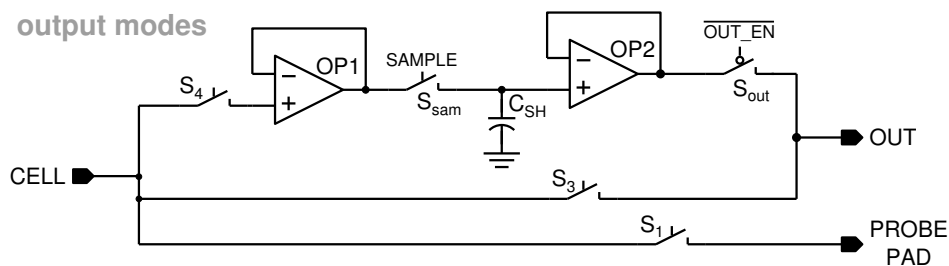 output modes
OP1
OP2
OUT_EN
SAMPLE
S4
Ssam
CSH
Sout
−
+
−
+
OUT
CELL
S3
S1
PROBE
PAD